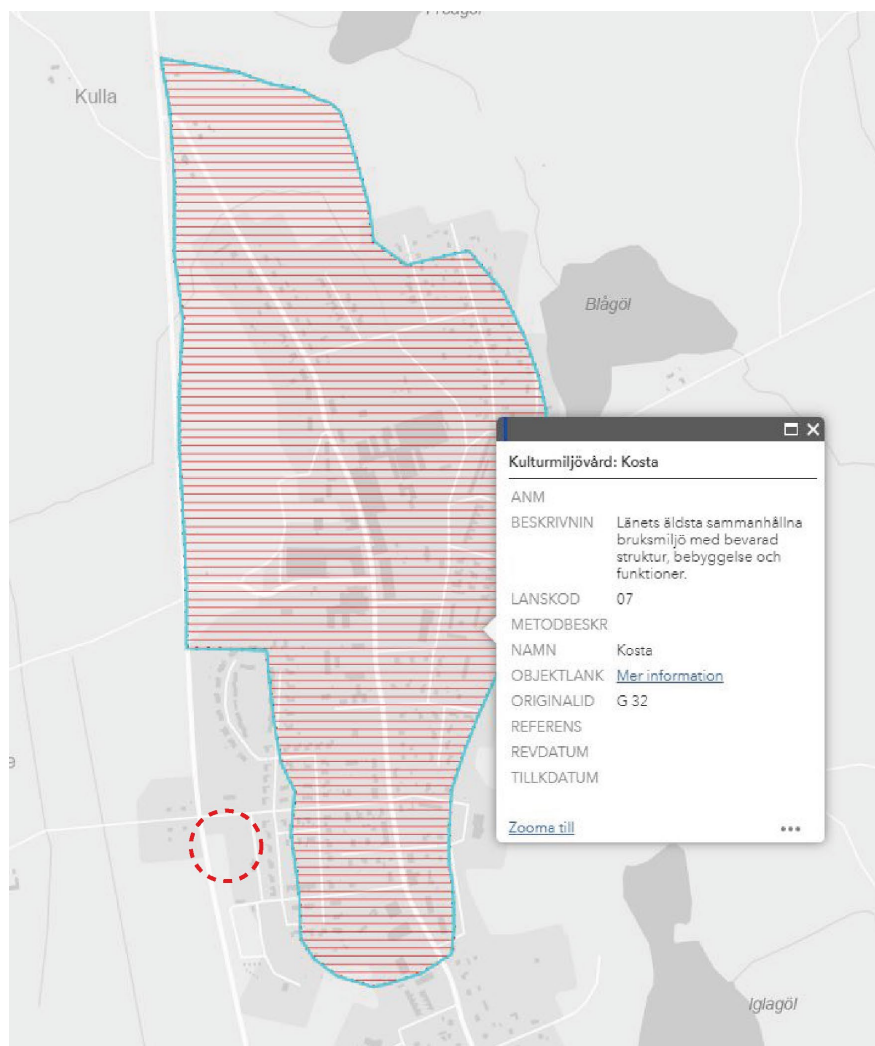 Kulla
Blågöl
Kulturmiljövård: Kosta
ANM
BESKRIVNIN Länets äldsta sammanhållna
bruksmiljö med bevarad
struktur, bebyggelse och
funktioner.
LANSKOD 07
METODBESKR
NAMN Kosta
OBJEKTLANK Mer information
ORIGINALID G 32
REFERENS
REVDATUM
TILLKDATUM
Zooma till
Iglagöl